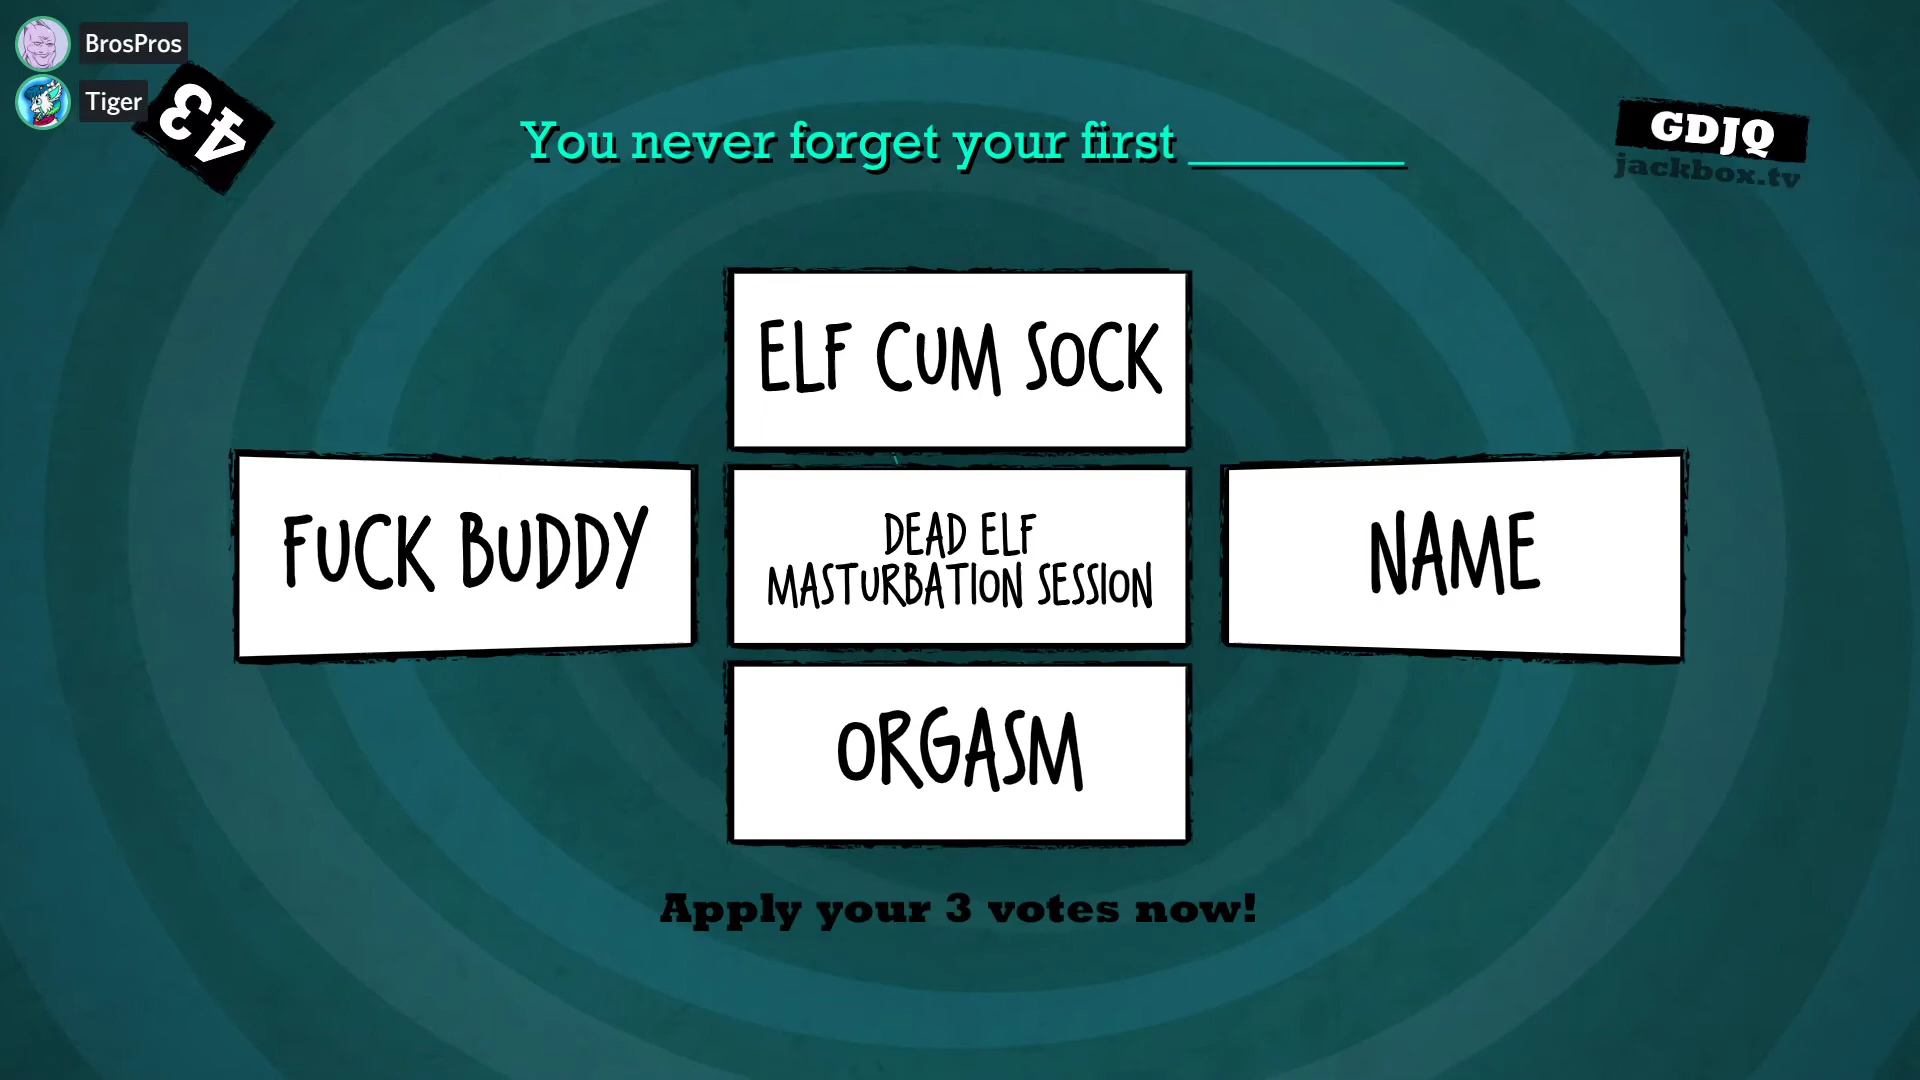 BrosPros
Tiger
43
GDJQ
jackbox.tv
You never forget your first __________
ELF CUM SOCK
FUCK BUDDY
DEAD ELF
MASTURBATION SESSION
NAME
ORGASM
Apply your 3 votes now!